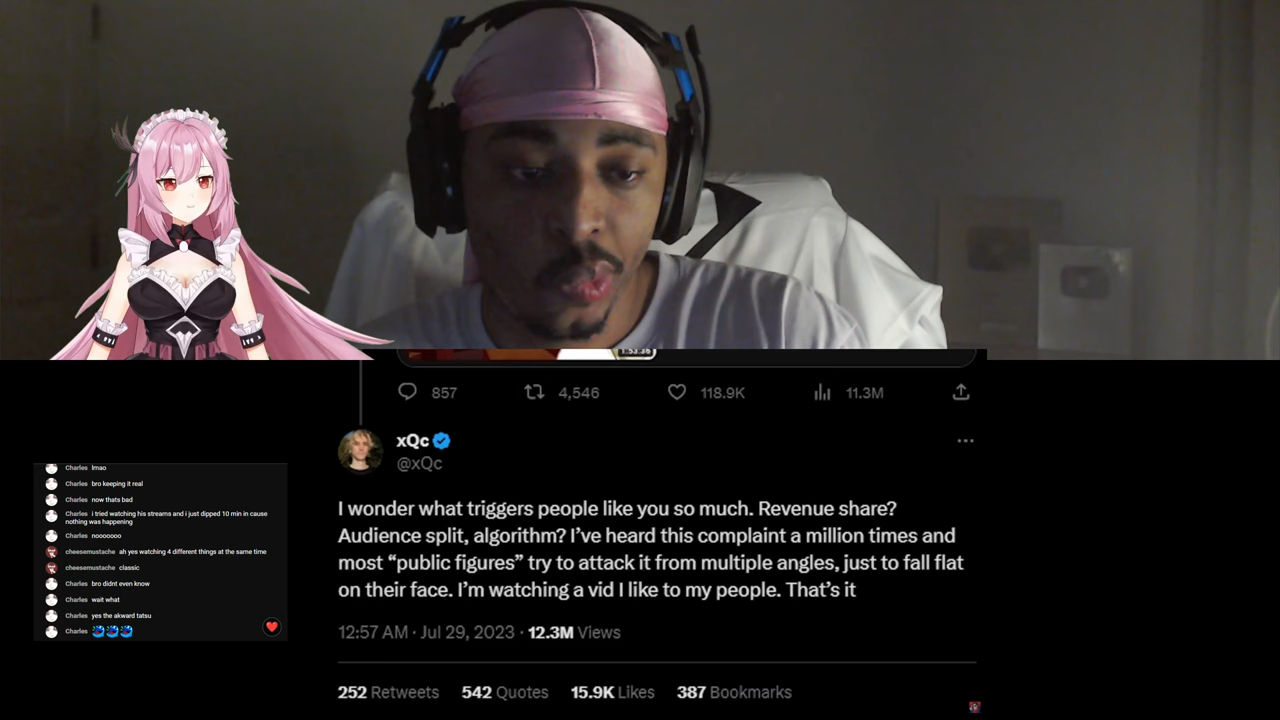 1:53:36
857
4,546
118.9K
11.3M
xQc
@xQc
I wonder what triggers people like you so much. Revenue share?
Audience split, algorithm? I’ve heard this complaint a million times and
most “public figures” try to attack it from multiple angles, just to fall flat
on their face. I’m watching a vid I like to my people. That’s it
12:57 AM · Jul 29, 2023 · 12.3M Views
252 Retweets 542 Quotes 15.9K Likes 387 Bookmarks
Charles lmao
Charles bro keeping it real
Charles now thats bad
Charles i tried watching his streams and i just dipped 10 min in cause
nothing was happening
Charles nooooooo
cheesemustache ah yes watching 4 different things at the same time
cheesemustache classic
Charles bro didnt even know
Charles wait what
Charles yes the akward tatsu
Charles